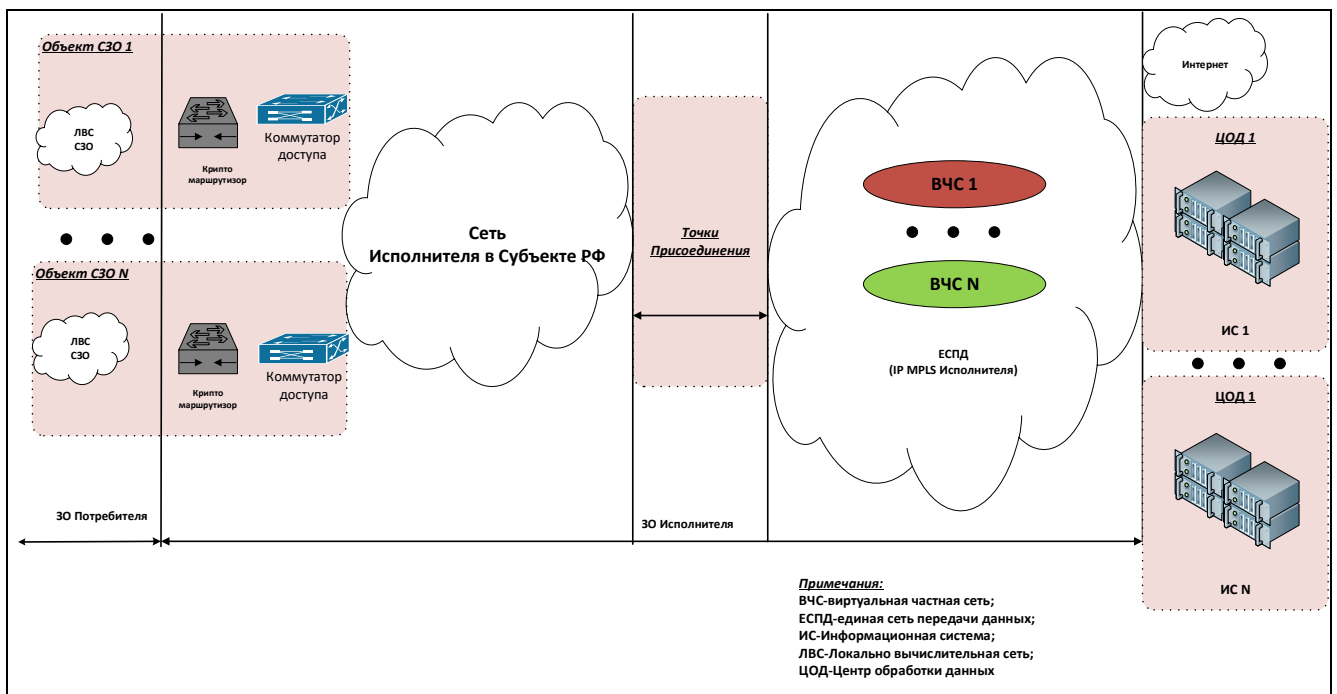 Объект СЗО 1
ЛВС
СЗО
Крипто
маршрутизор
Коммутатор
доступа
Объект СЗО N
ЛВС
СЗО
Крипто
маршрутизор
Коммутатор
доступа
Сеть
Исполнителя в Субъекте РФ
Точки
Присоединения
ВЧС 1
ВЧС N
ЕСПД
(IP MPLS Исполнителя)
Интернет
ЦОД 1
ИС 1
ЦОД 1
ИС N
ЗО Потребителя
ЗО Исполнителя
Примечания:
ВЧС-виртуальная частная сеть;
ЕСПД-единая сеть передачи данных;
ИС-Информационная система;
ЛВС-Локально вычислительная сеть;
ЦОД-Центр обработки данных